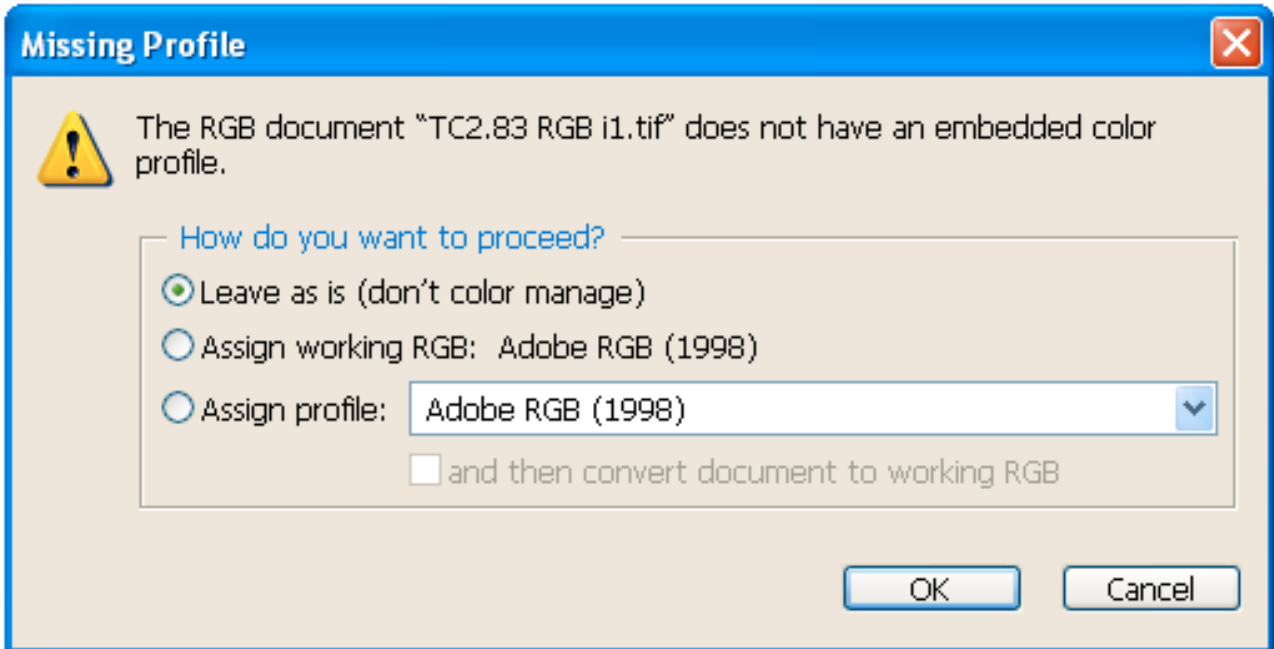 Missing Profile
The RGB document “TC2.83 RGB i1.tif” does not have an embedded color
profile.
How do you want to proceed?
Leave as is (don't color manage)
Assign working RGB: Adobe RGB (1998)
Assign profile: Adobe RGB (1998)
and then convert document to working RGB
OK Cancel